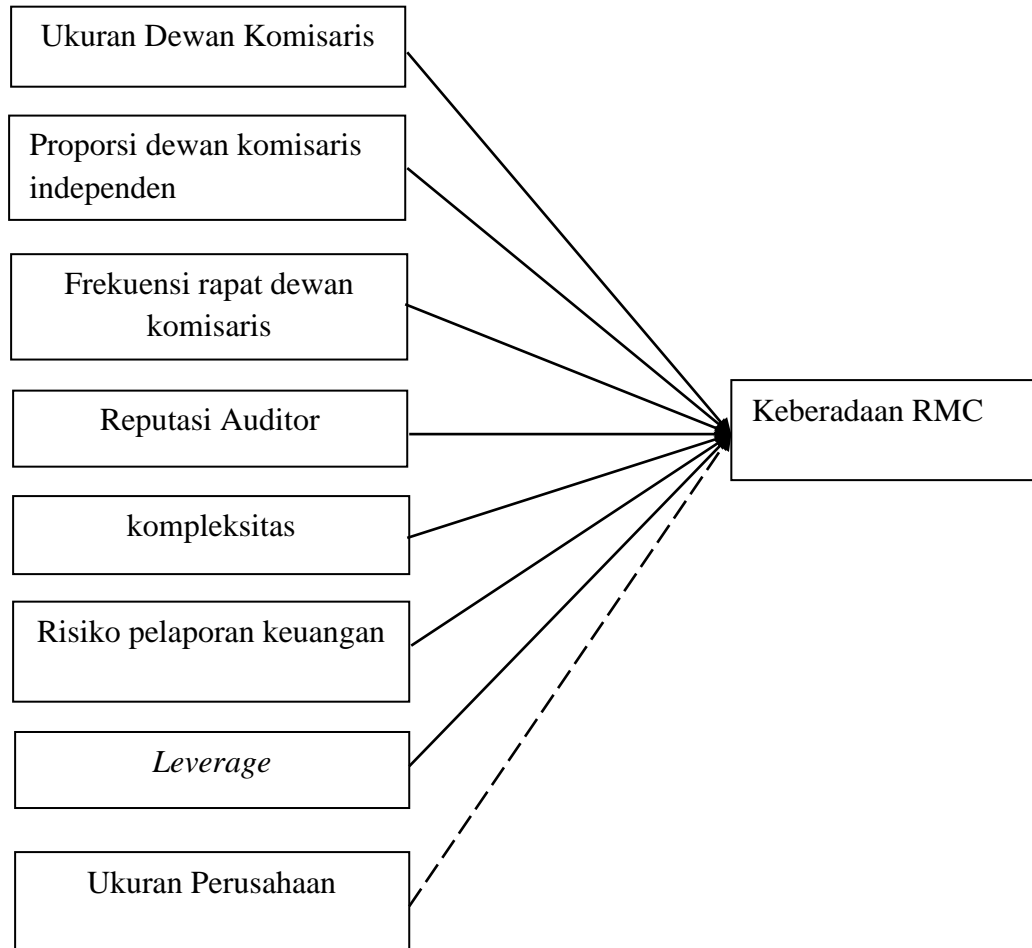 Ukuran Dewan Komisaris
Proporsi dewan komisaris
independen
Frekuensi rapat dewan
komisaris
Reputasi Auditor
kompleksitas
Risiko pelaporan keuangan
Leverage
Ukuran Perusahaan
Keberadaan RMC